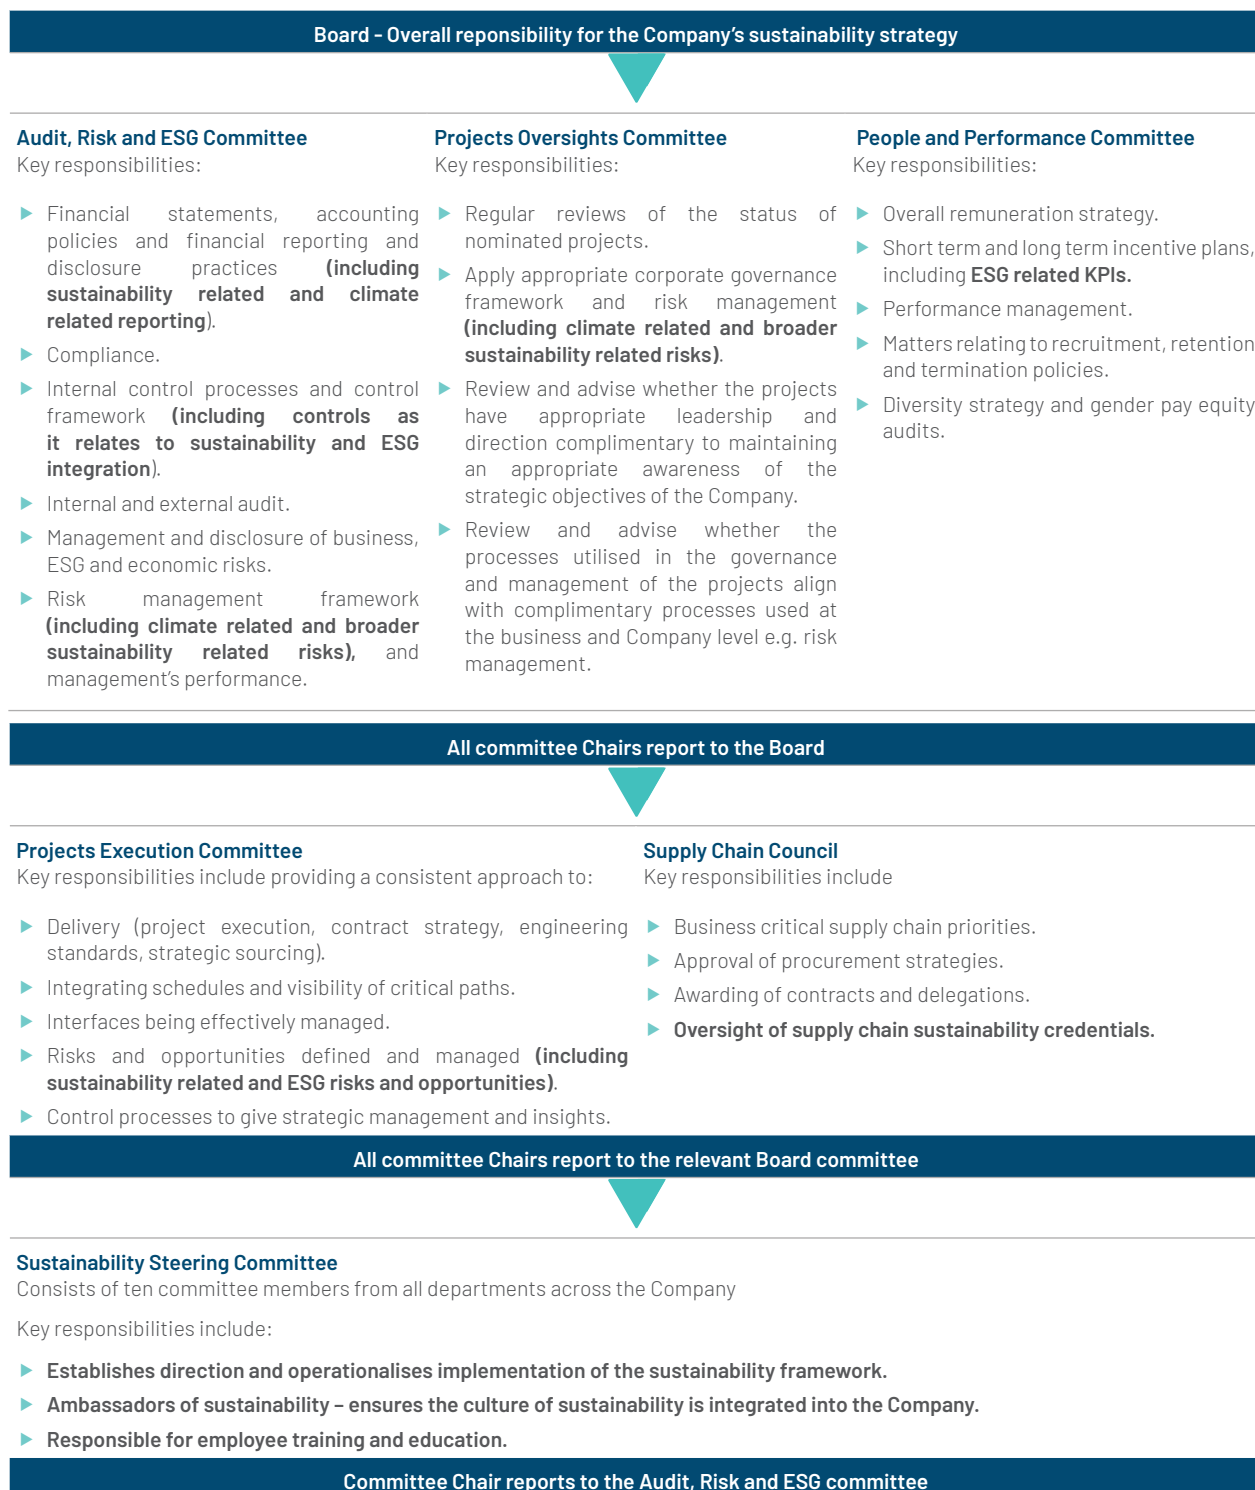 Board - Overall reponsibility for the Company's sustainability strategy
Audit, Risk and ESG Committee
Key responsibilities:
Financial statements, accounting
policies and financial reporting and
disclosure practices (including
sustainability related and climate
related reporting).
Compliance.
Internal control processes and control
framework (including controls as
it relates to sustainability and ESG
integration).
Internal and external audit.
Management and disclosure of business,
ESG and economic risks.
Risk management framework
(including climate related and broader
sustainability related risks), and
management's performance.
Projects Oversights Committee
Key responsibilities:
Regular reviews of the status of
nominated projects.
Apply appropriate corporate governance
framework and risk management
(including climate related and broader
sustainability related risks).
Review and advise whether the projects
have appropriate leadership and
direction complimentary to maintaining
an appropriate awareness of the
strategic objectives of the Company.
Review and advise whether the
processes utilised in the governance
and management of the projects align
with complimentary processes used at
the business and Company level e.g. risk
management.
People and Performance Committee
Key responsibilities:
Overall remuneration strategy.
Short term and long term incentive plans,
including ESG related KPIs.
Performance management.
Matters relating to recruitment, retention
and termination policies.
Diversity strategy and gender pay equity
audits.
All committee Chairs report to the Board
Projects Execution Committee
Key responsibilities include providing a consistent approach to:
Delivery (project execution, contract strategy, engineering
standards, strategic sourcing).
Integrating schedules and visibility of critical paths.
Interfaces being effectively managed.
Risks and opportunities defined and managed (including
sustainability related and ESG risks and opportunities).
Control processes to give strategic management and insights.
Supply Chain Council
Key responsibilities include
Business critical supply chain priorities.
Approval of procurement strategies.
Awarding of contracts and delegations.
Oversight of supply chain sustainability credentials.
All committee Chairs report to the relevant Board committee
Sustainability Steering Committee
Consists of ten committee members from all departments across the Company
Key responsibilities include:
Establishes direction and operationalises implementation of the sustainability framework.
Ambassadors of sustainability – ensures the culture of sustainability is integrated into the Company.
Responsible for employee training and education.
Committee Chair reports to the Audit, Risk and ESG committee